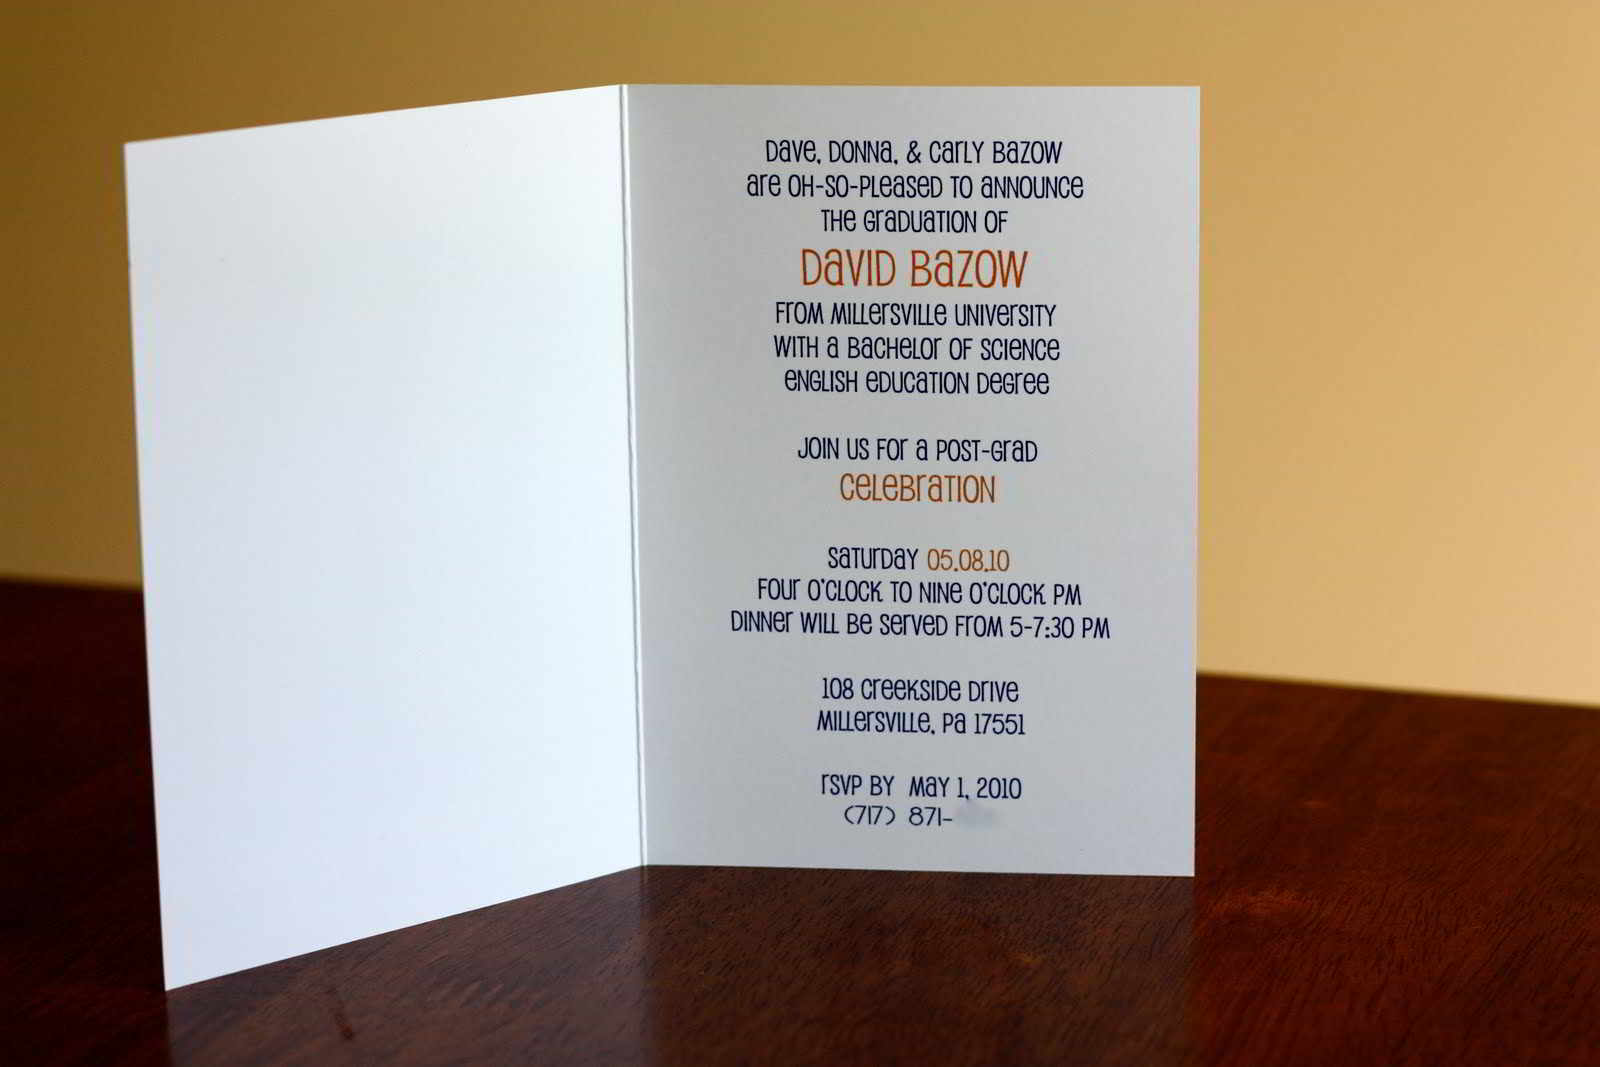 Dave, Donna, & Carly Bazow
are oh-so-pleased to announce
the graduation of
David Bazow
from Millersville University
with a Bachelor of Science
English Education Degree
Join us for a post-grad
celebration
Saturday 05.08.10
four o'clock to nine o'clock PM
Dinner will be served from 5-7:30 PM
108 Creekside Drive
Millersville, PA 17551
RSVP by May 1, 2010
(717) 871-